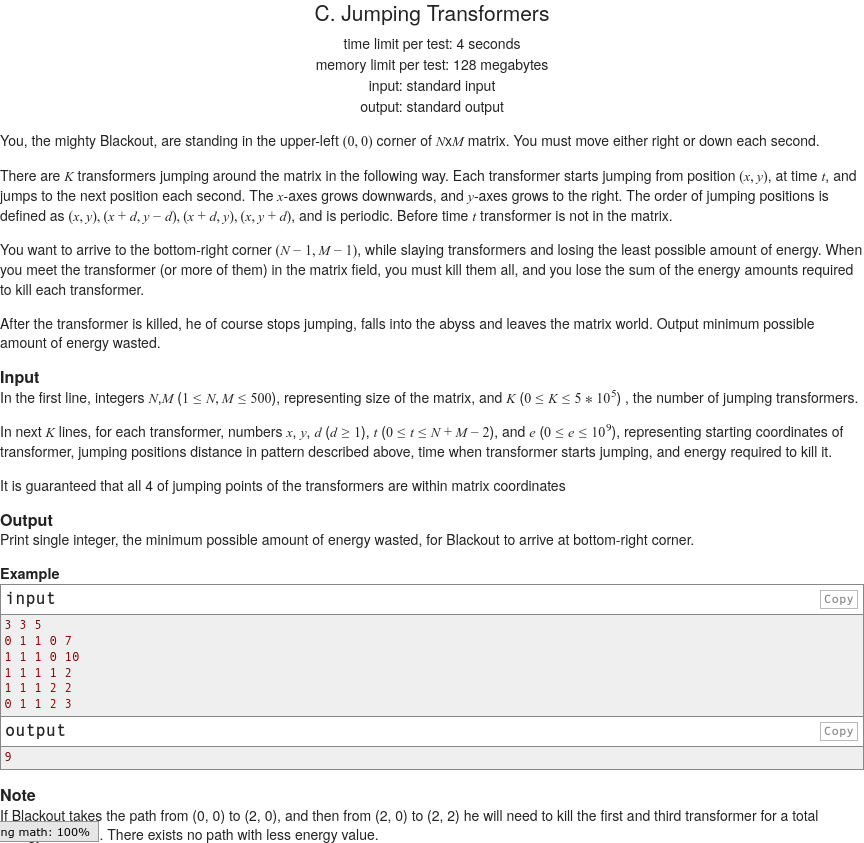 C. Jumping Transformers
time limit per test: 4 seconds
memory limit per test: 128 megabytes
input: standard input
output: standard output
You, the mighty Blackout, are standing in the upper-left (0, 0) corner of NxM matrix. You must move either right or down each second.
There are K transformers jumping around the matrix in the following way. Each transformer starts jumping from position (x, y), at time t, and
jumps to the next position each second. The x-axes grows downwards, and y-axes grows to the right. The order of jumping positions is
defined as (x, y), (x + d, y − d), (x + d, y), (x, y + d), and is periodic. Before time t transformer is not in the matrix.
You want to arrive to the bottom-right corner (N − 1, M − 1), while slaying transformers and losing the least possible amount of energy. When
you meet the transformer (or more of them) in the matrix field, you must kill them all, and you lose the sum of the energy amounts required
to kill each transformer.
After the transformer is killed, he of course stops jumping, falls into the abyss and leaves the matrix world. Output minimum possible
amount of energy wasted.
Input
In the first line, integers N,M (1 ≤ N, M ≤ 500), representing size of the matrix, and K (0 ≤ K ≤ 5 * 10⁵) , the number of jumping transformers.
In next K lines, for each transformer, numbers x, y, d (d ≥ 1), t (0 ≤ t ≤ N + M − 2), and e (0 ≤ e ≤ 10⁹), representing starting coordinates of
transformer, jumping positions distance in pattern described above, time when transformer starts jumping, and energy required to kill it.
It is guaranteed that all 4 of jumping points of the transformers are within matrix coordinates
Output
Print single integer, the minimum possible amount of energy wasted, for Blackout to arrive at bottom-right corner.
Example
input
Copy
3 3 5
0 1 1 0 7
1 1 1 0 10
1 1 1 1 2
1 1 1 2 2
0 1 1 2 3
output
Copy
9
Note
If Blackout takes the path from (0, 0) to (2, 0), and then from (2, 0) to (2, 2) he will need to kill the first and third transformer for a total
ng math: 100% . There exists no path with less energy value.